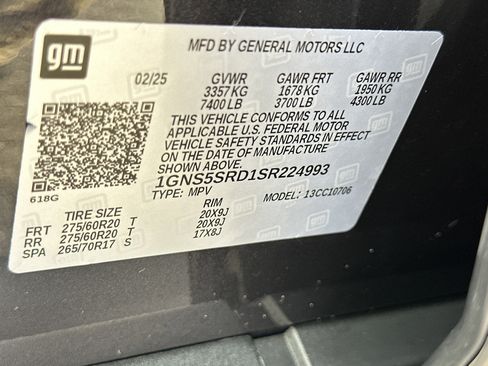 gm
MFD BY GENERAL MOTORS LLC
02/25 GVWR GAWR FRT GAWR RR
3357 KG 1678 KG 1950 KG
7400 LB 3700 LB 4300 LB
THIS VEHICLE CONFORMS TO ALL
APPLICABLE U.S. FEDERAL MOTOR
VEHICLE SAFETY STANDARDS IN EFFECT
ON THE DATE OF MANUFACTURE
SHOWN ABOVE.
1GNS5SRD1SR224993
618G
TYPE: MPV MODEL: 13CC10706
TIRE SIZE RIM
FRT 275/60R20 T 20X9J
RR 275/60R20 T 20X9J
SPA 265/70R17 S 17X8J